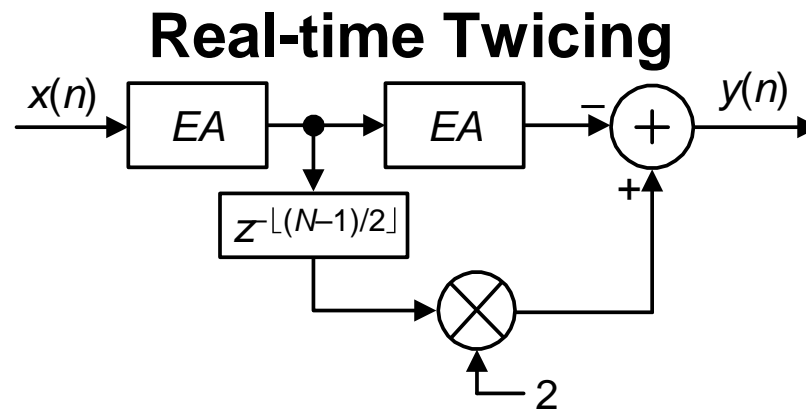 Real-time Twicing
x(n)
EA
EA
–
+
y(n)
z^{-⌊(N–1)/2⌋}
+
2